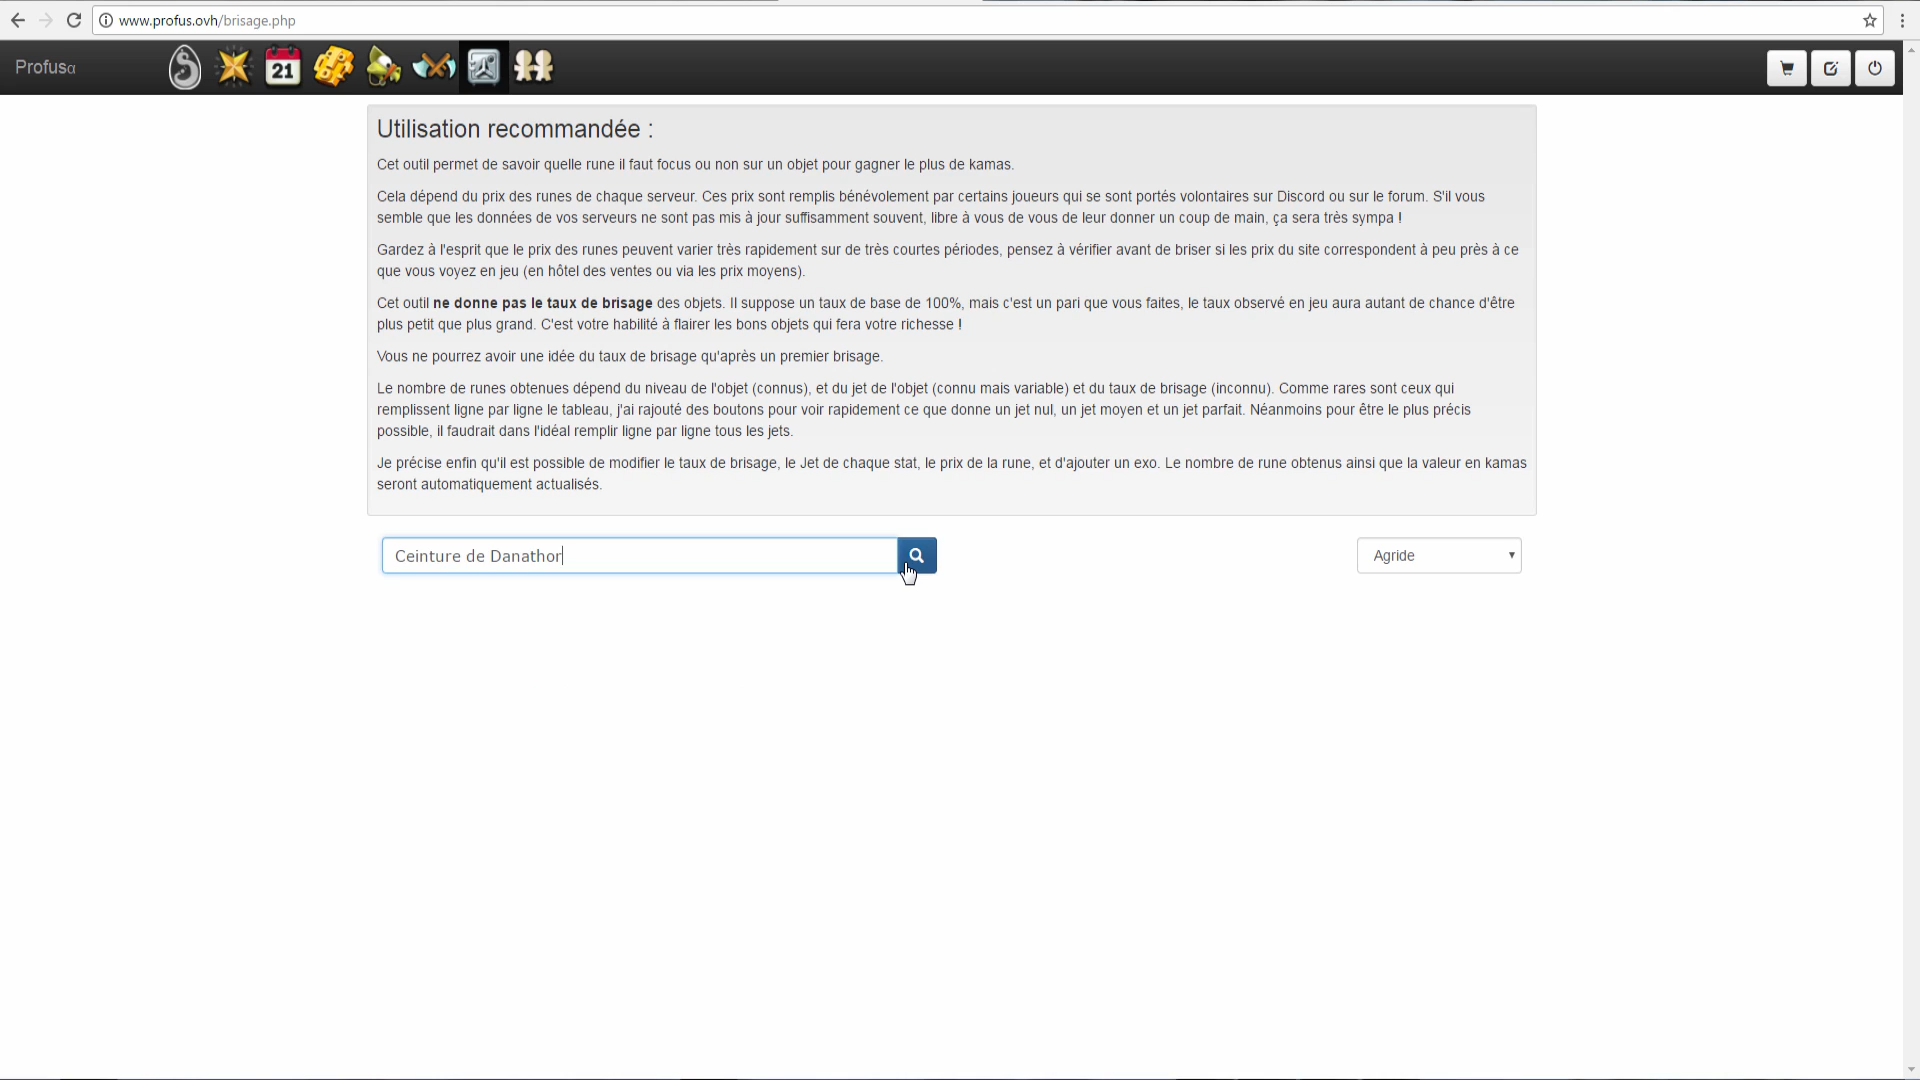 www.profus.ovh/brisage.php
Profusα
21
Utilisation recommandée :
Cet outil permet de savoir quelle rune il faut focus ou non sur un objet pour gagner le plus de kamas.
Cela dépend du prix des runes de chaque serveur. Ces prix sont remplis bénévolement par certains joueurs qui se sont portés volontaires sur Discord ou sur le forum. S'il vous
semble que les données de vos serveurs ne sont pas mis à jour suffisamment souvent, libre à vous de vous de leur donner un coup de main, ça sera très sympa !
Gardez à l'esprit que le prix des runes peuvent varier très rapidement sur de très courtes périodes, pensez à vérifier avant de briser si les prix du site correspondent à peu près à ce
que vous voyez en jeu (en hôtel des ventes ou via les prix moyens).
Cet outil ne donne pas le taux de brisage des objets. Il suppose un taux de base de 100%, mais c'est un pari que vous faites, le taux observé en jeu aura autant de chance d'être
plus petit que plus grand. C'est votre habilité à flairer les bons objets qui fera votre richesse !
Vous ne pourrez avoir une idée du taux de brisage qu'après un premier brisage.
Le nombre de runes obtenues dépend du niveau de l'objet (connus), et du jet de l'objet (connu mais variable) et du taux de brisage (inconnu). Comme rares sont ceux qui
remplissent ligne par ligne le tableau, j'ai rajouté des boutons pour voir rapidement ce que donne un jet nul, un jet moyen et un jet parfait. Néanmoins pour être le plus précis
possible, il faudrait dans l'idéal remplir ligne par ligne tous les jets.
Je précise enfin qu'il est possible de modifier le taux de brisage, le Jet de chaque stat, le prix de la rune, et d'ajouter un exo. Le nombre de rune obtenus ainsi que la valeur en kamas
seront automatiquement actualisés.
Ceinture de Danathor
Agride